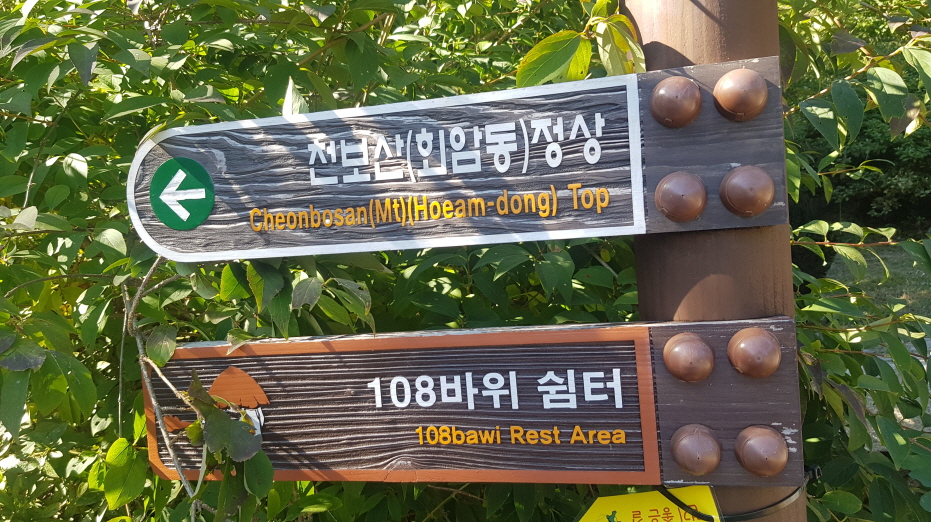 천보산(회암동)정상
Cheonbosan(Mt)(Hoeam-dong) Top
108바위 쉼터
108bawi Rest Area